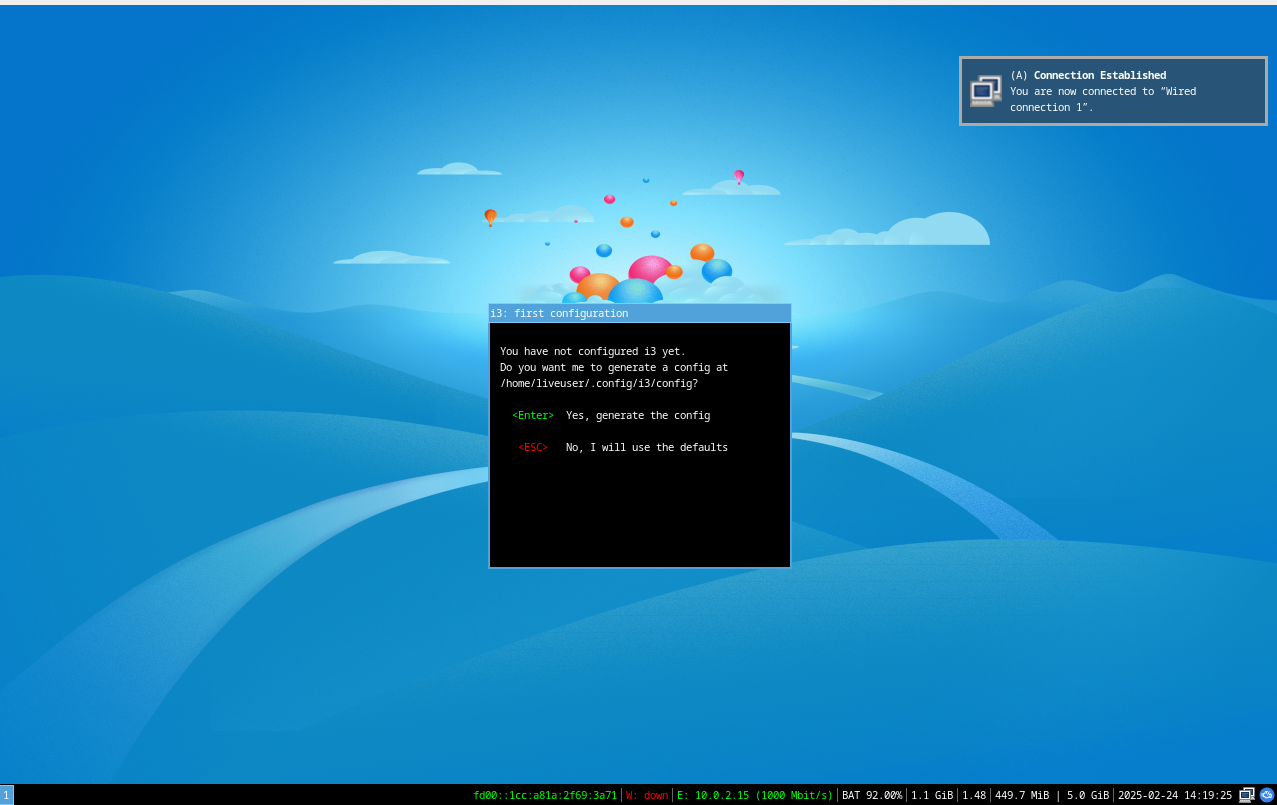 (A) Connection Established
You are now connected to “Wired
connection 1”.
i3: first configuration
You have not configured i3 yet.
Do you want me to generate a config at
/home/liveuser/.config/i3/config?
<Enter> Yes, generate the config
<ESC> No, I will use the defaults
1
fd00::1cc:a81a:2f69:3a71 W: down E: 10.0.2.15 (1000 Mbit/s) BAT 92.00% 1.1 GiB 1.48 449.7 MiB | 5.0 GiB 2025-02-24 14:19:25